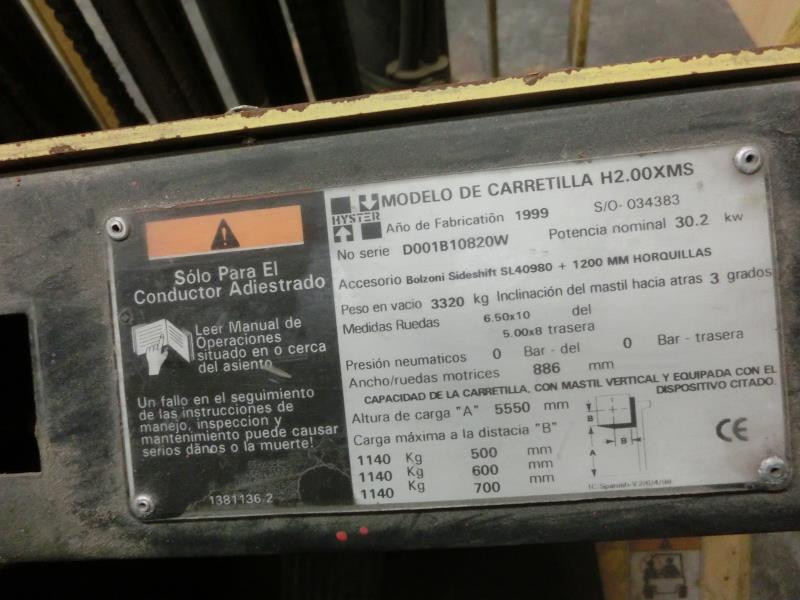 Sólo Para El
Conductor Adiestrado
Leer Manual de
Operaciones
situado en o cerca
del asiento
Un fallo en el seguimiento
de las instrucciones de
manejo, inspeccion y
mantenimiento puede causar
serios daños o la muerte!
1381136.2
HYSTER
MODELO DE CARRETILLA H2.00XMS
Año de Fabricatiōn 1999 S/O- 034383
No serie D001B10820W Potencia nominal 30.2 kw
Accesorio Bolzoni Sideshift SL40980 + 1200 MM HORQUILLAS
Peso en vacio 3320 kg Inclinación del mastil hacia atras 3 grados
Medidas Ruedas 6.50x10 del
5.00x8 trasera
Presión neumaticos 0 Bar - del 0 Bar - trasera
Ancho/ruedas motrices 886 mm
CAPACIDAD DE LA CARRETILLA, CON MASTIL VERTICAL Y EQUIPADA CON EL
DISPOSITIVO CITADO.
Altura de carga "A" 5550 mm
Carga máxima a la distacia "B"
1140 Kg 500 mm
1140 Kg 600 mm
1140 Kg 700 mm
B
B
A
CE